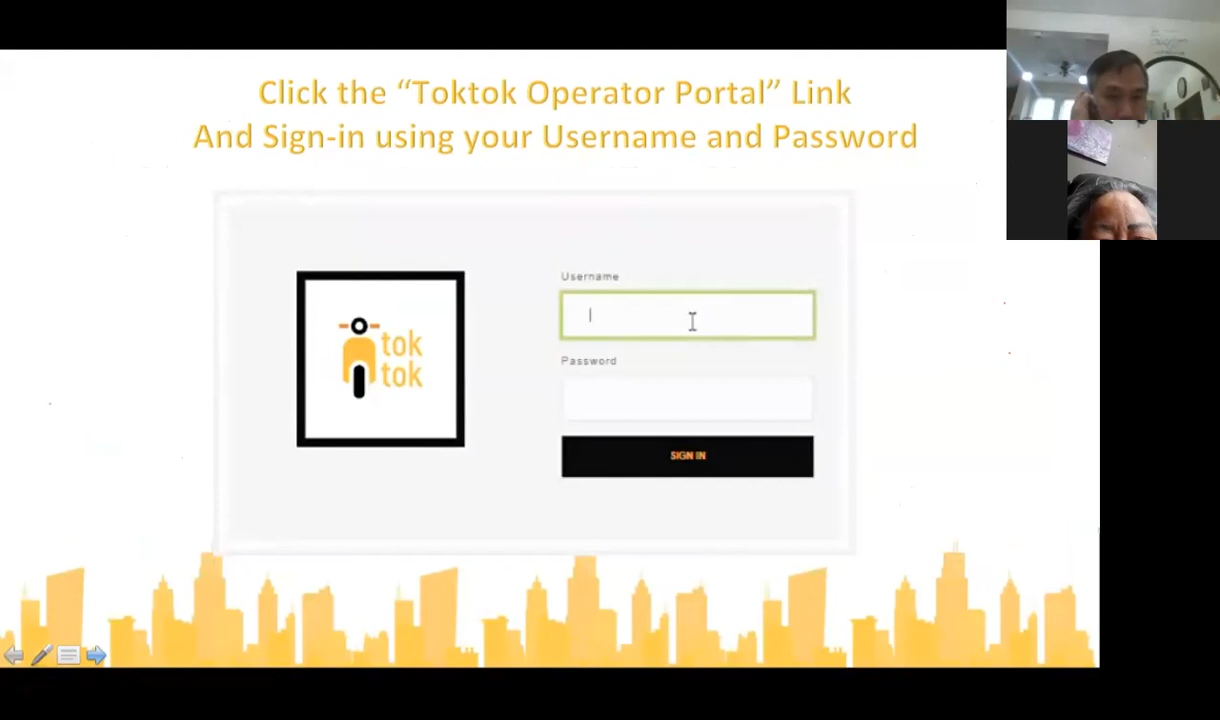 Click the “Toktok Operator Portal” Link
And Sign-in using your Username and Password
Username
tok
tok
Password
SIGN IN